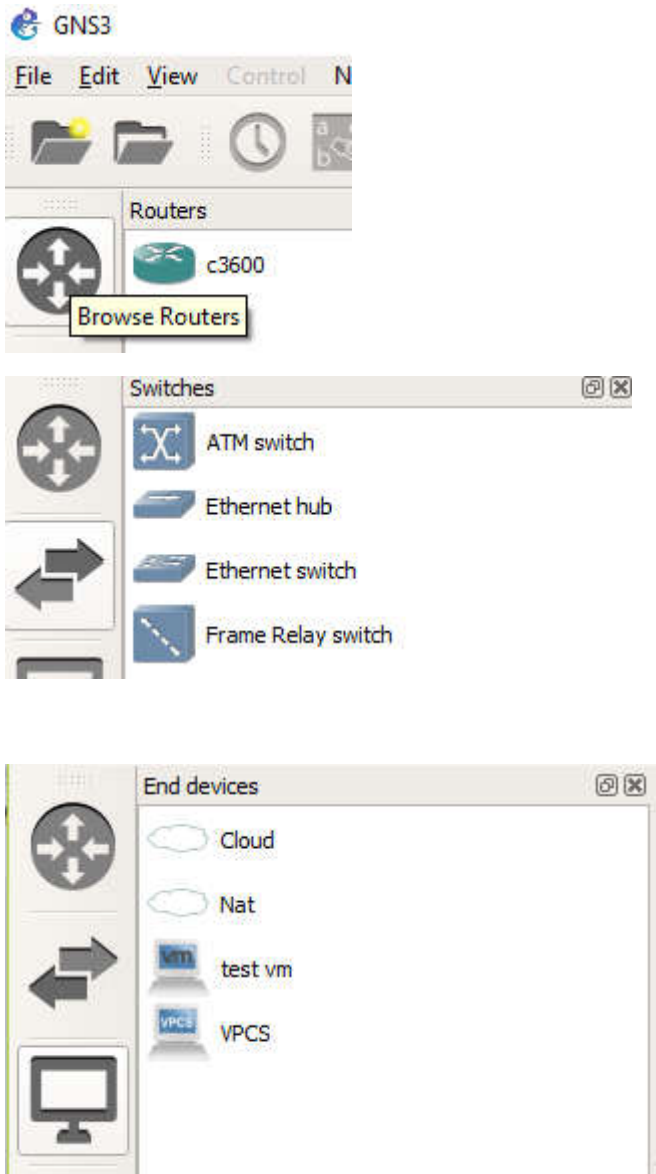 GNS3
File Edit View Control N
a
b
Routers
c3600
Browse Routers
Switches
ATM switch
Ethernet hub
Ethernet switch
Frame Relay switch
End devices
Cloud
Nat
vm
test vm
VPCS
VPCS